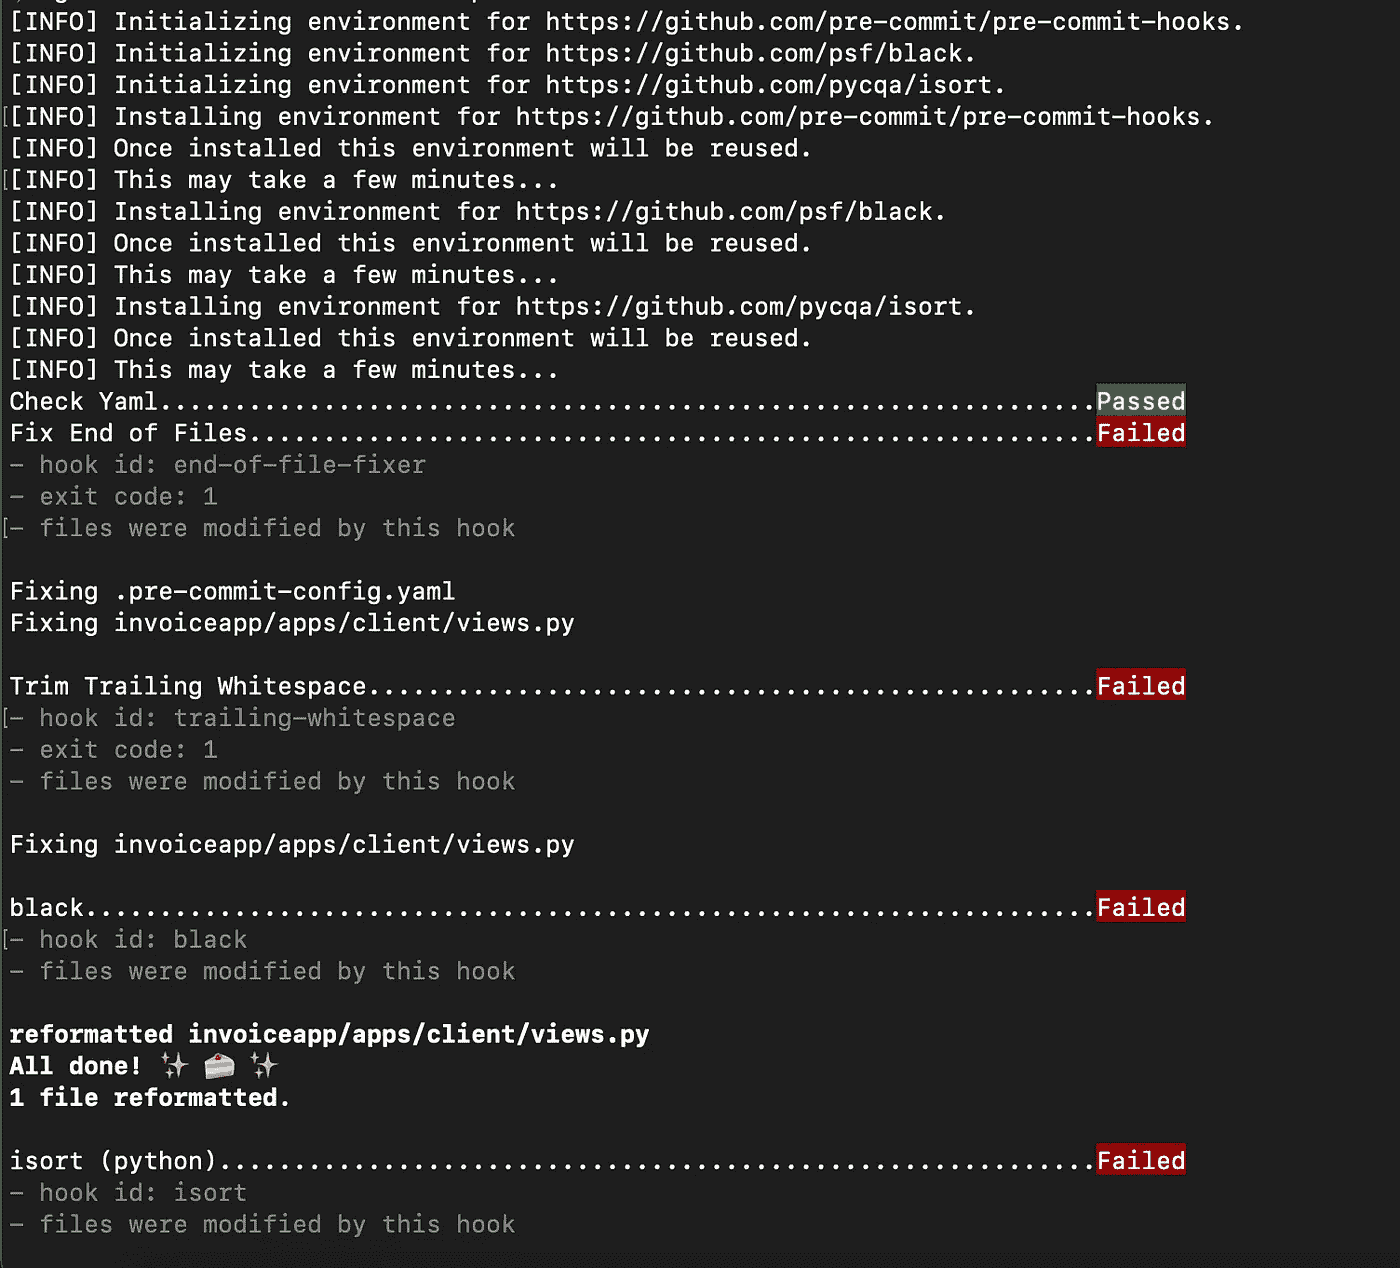 [INFO] Initializing environment for https://github.com/pre-commit/pre-commit-hooks.
[INFO] Initializing environment for https://github.com/psf/black.
[INFO] Initializing environment for https://github.com/pycqa/isort.
[[INFO] Installing environment for https://github.com/pre-commit/pre-commit-hooks.
[INFO] Once installed this environment will be reused.
[[INFO] This may take a few minutes...
[INFO] Installing environment for https://github.com/psf/black.
[INFO] Once installed this environment will be reused.
[INFO] This may take a few minutes...
[INFO] Installing environment for https://github.com/pycqa/isort.
[INFO] Once installed this environment will be reused.
[INFO] This may take a few minutes...
Check Yaml...............................................................Passed
Fix End of Files.........................................................Failed
- hook id: end-of-file-fixer
- exit code: 1
[- files were modified by this hook
Fixing .pre-commit-config.yaml
Fixing invoiceapp/apps/client/views.py
Trim Trailing Whitespace.................................................Failed
[- hook id: trailing-whitespace
- exit code: 1
- files were modified by this hook
Fixing invoiceapp/apps/client/views.py
black....................................................................Failed
[- hook id: black
- files were modified by this hook
reformatted invoiceapp/apps/client/views.py
All done! ✨ 🍰 ✨
1 file reformatted.
isort (python)...........................................................Failed
- hook id: isort
- files were modified by this hook